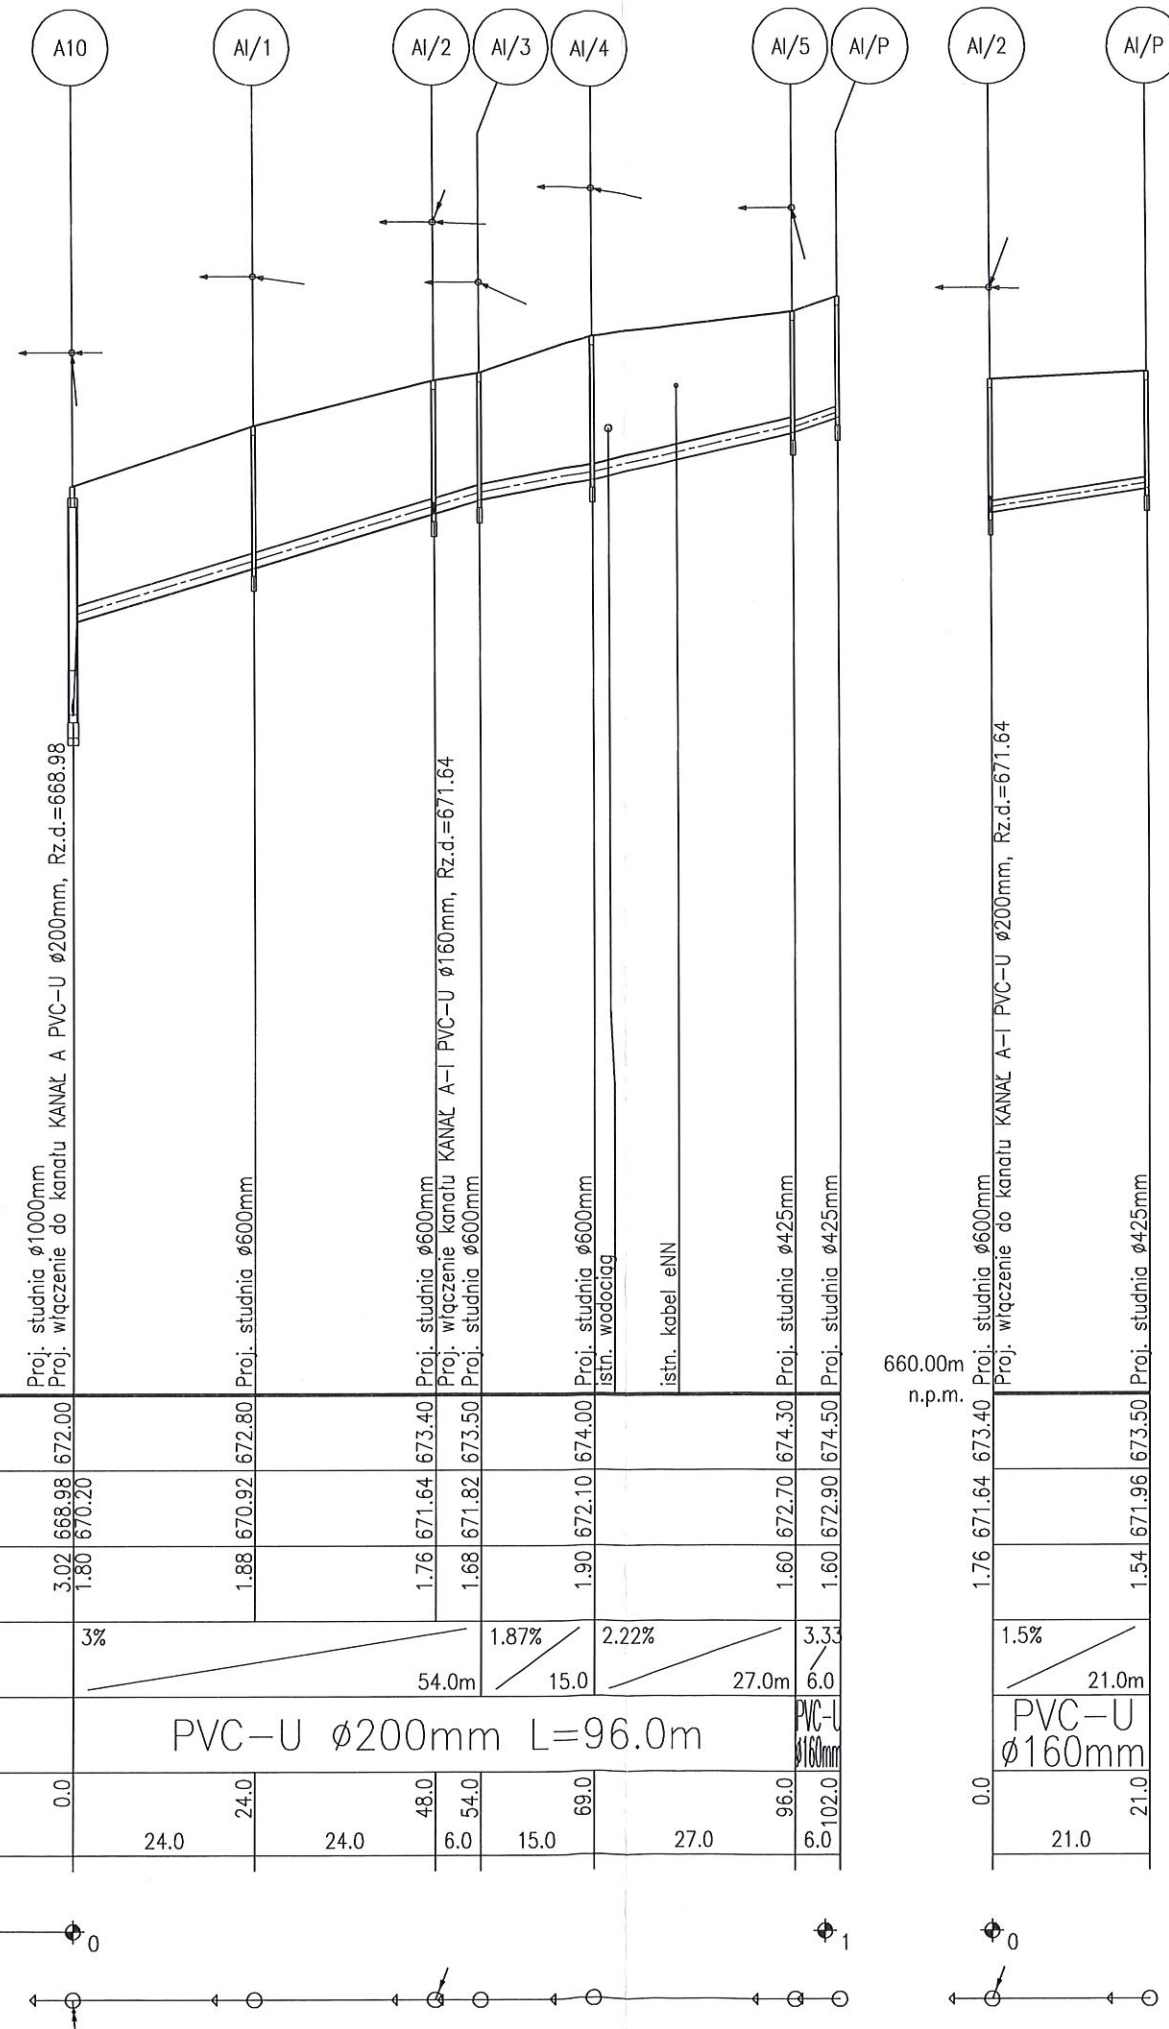 A10 AI/1 AI/2 AI/3 AI/4 AI/5 AI/P AI/2 AI/P
Proj. studnia ø1000mm
Proj. włączenie do kanału KANAŁ A PVC-U ø200mm, Rz.d.=668.98
Proj. studnia ø600mm
Proj. studnia ø600mm
Proj. włączenie kanału KANAŁ A-I PVC-U ø160mm, Rz.d.=671.64
Proj. studnia ø600mm
Proj. studnia ø600mm
istn. wodociąg
istn. kabel eNN
Proj. studnia ø425mm
Proj. studnia ø425mm
660.00m
n.p.m.
Proj. studnia ø600mm
Proj. włączenie do kanału KANAŁ A-I PVC-U ø200mm, Rz.d.=671.64
Proj. studnia ø425mm
672.00 672.80 673.40 673.50 674.00 674.30 674.50 673.40 673.50
668.98 670.20 670.92 671.64 671.82 672.10 672.70 672.90 671.64 671.96
3.02 1.80 1.88 1.76 1.68 1.90 1.60 1.60 1.76 1.54
3% 1.87% 2.22% 3.33 1.5%
54.0m 15.0 27.0m 6.0 21.0m
PVC-U ø200mm L=96.0m
PVC-U
ø160mm
PVC-U
ø160mm
0.0 24.0 48.0 54.0 69.0 96.0 102.0 0.0 21.0
24.0 24.0 6.0 15.0 27.0 6.0 21.0
0 1 0